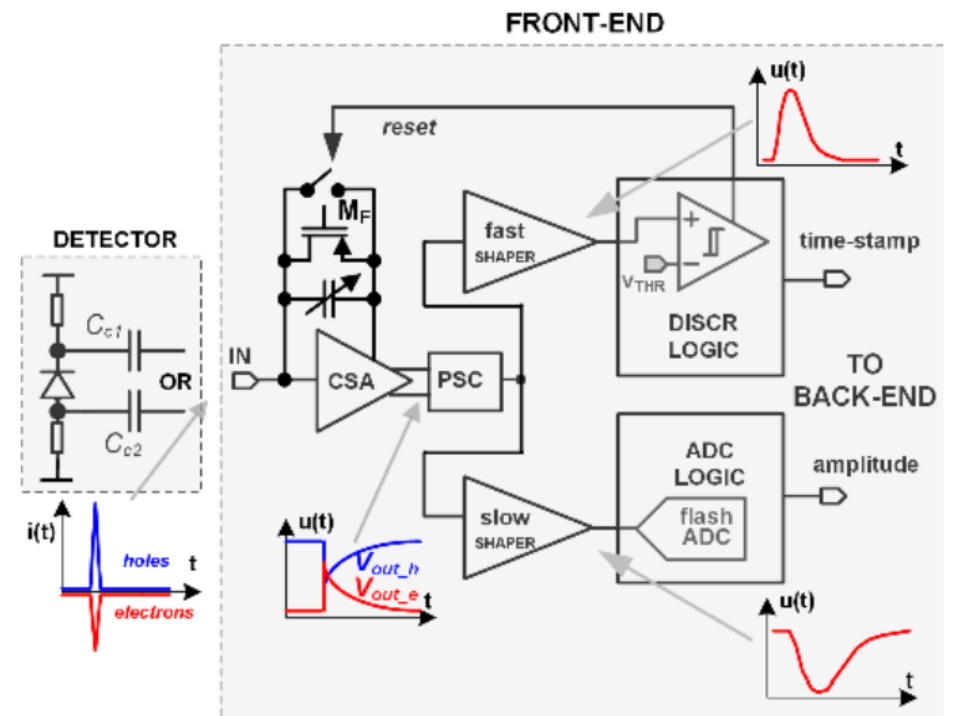 FRONT-END
u(t)
t
reset
M_F
fast
SHAPER
+
−
V_THR
DISCR
LOGIC
time-stamp
DETECTOR
C_c1
OR
C_c2
IN
CSA
PSC
TO
BACK-END
ADC
LOGIC
flash
ADC
amplitude
slow
SHAPER
i(t)
holes
t
electrons
u(t)
V_out_h
V_out_e
t
u(t)
t